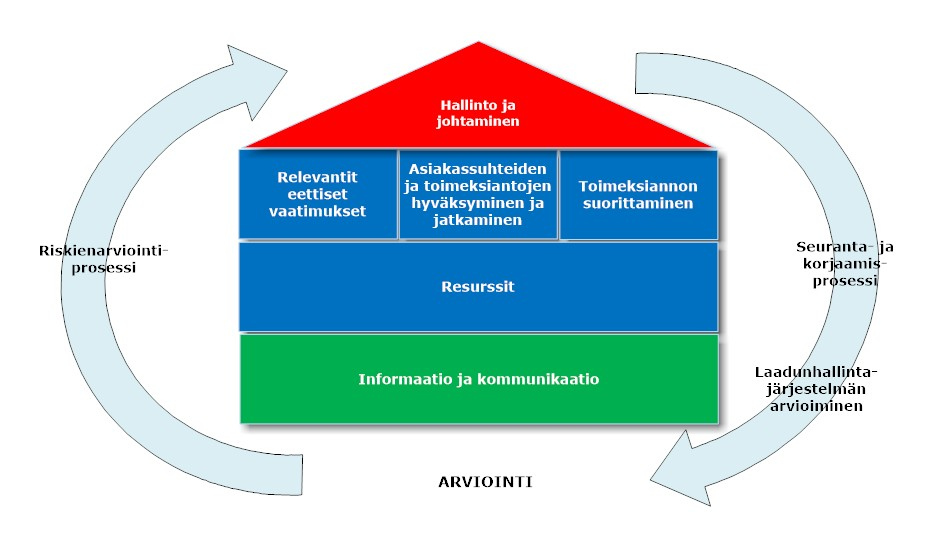 Hallinto ja
johtaminen
Relevantit
eettiset
vaatimukset
Asiakassuhteiden
ja toimeksiantojen
hyväksyminen ja
jatkaminen
Toimeksiannon
suorittaminen
Riskienarviointi-
prosessi
Seuranta- ja
korjaamis-
prosessi
Resurssit
Informaatio ja kommunikaatio
Laadunhallinta-
järjestelmän
arvioiminen
ARVIOINTI